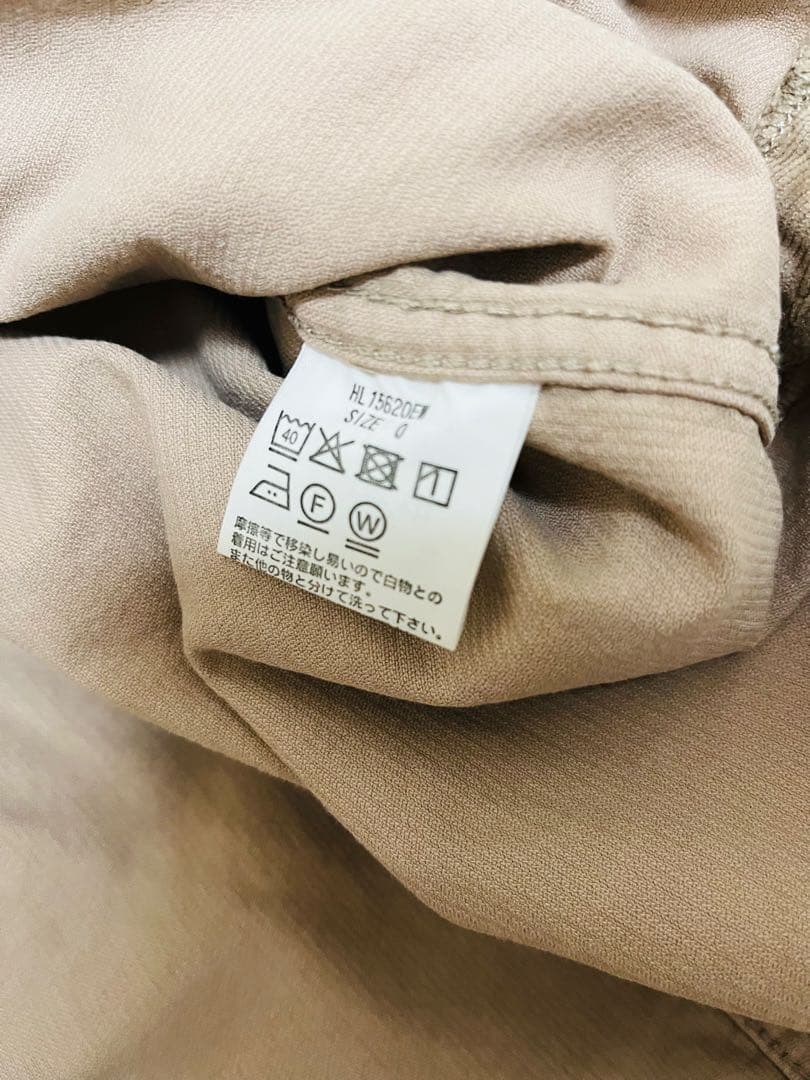 HL15620EW
SIZE 0
40
F W
摩擦等で移染し易いので白物との
着用はご注意願います。
また他の物と分けて洗って下さい。